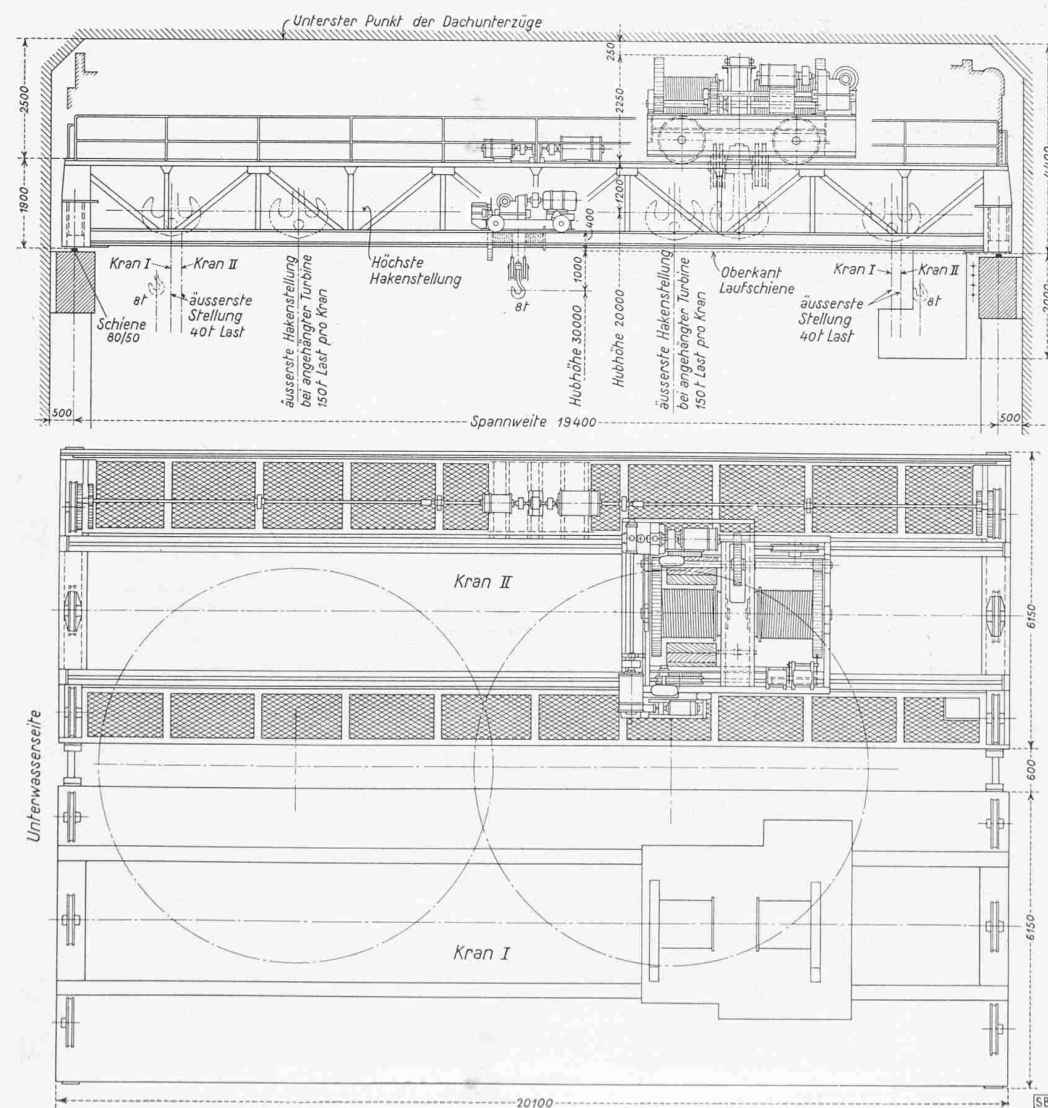 Unterster Punkt der Dachunterzüge
250
2500
2250
4400
1900
1200
400
Kran I
Kran II
8t
äusserste
Stellung
40t Last
Schiene
80/50
äusserste Hakenstellung
bei angehängter Turbine
150t Last pro Kran
Höchste
Hakenstellung
8t
1000
Hubhöhe 30000
Hubhöhe 20000
äusserste Hakenstellung
bei angehängter Turbine
150t Last pro Kran
Oberkant
Laufschiene
Kran I
Kran II
8t
äusserste
Stellung
40t Last
2000
500
Spannweite 19400
500
Kran II
6150
Unterwasserseite
600
Kran I
6150
20100